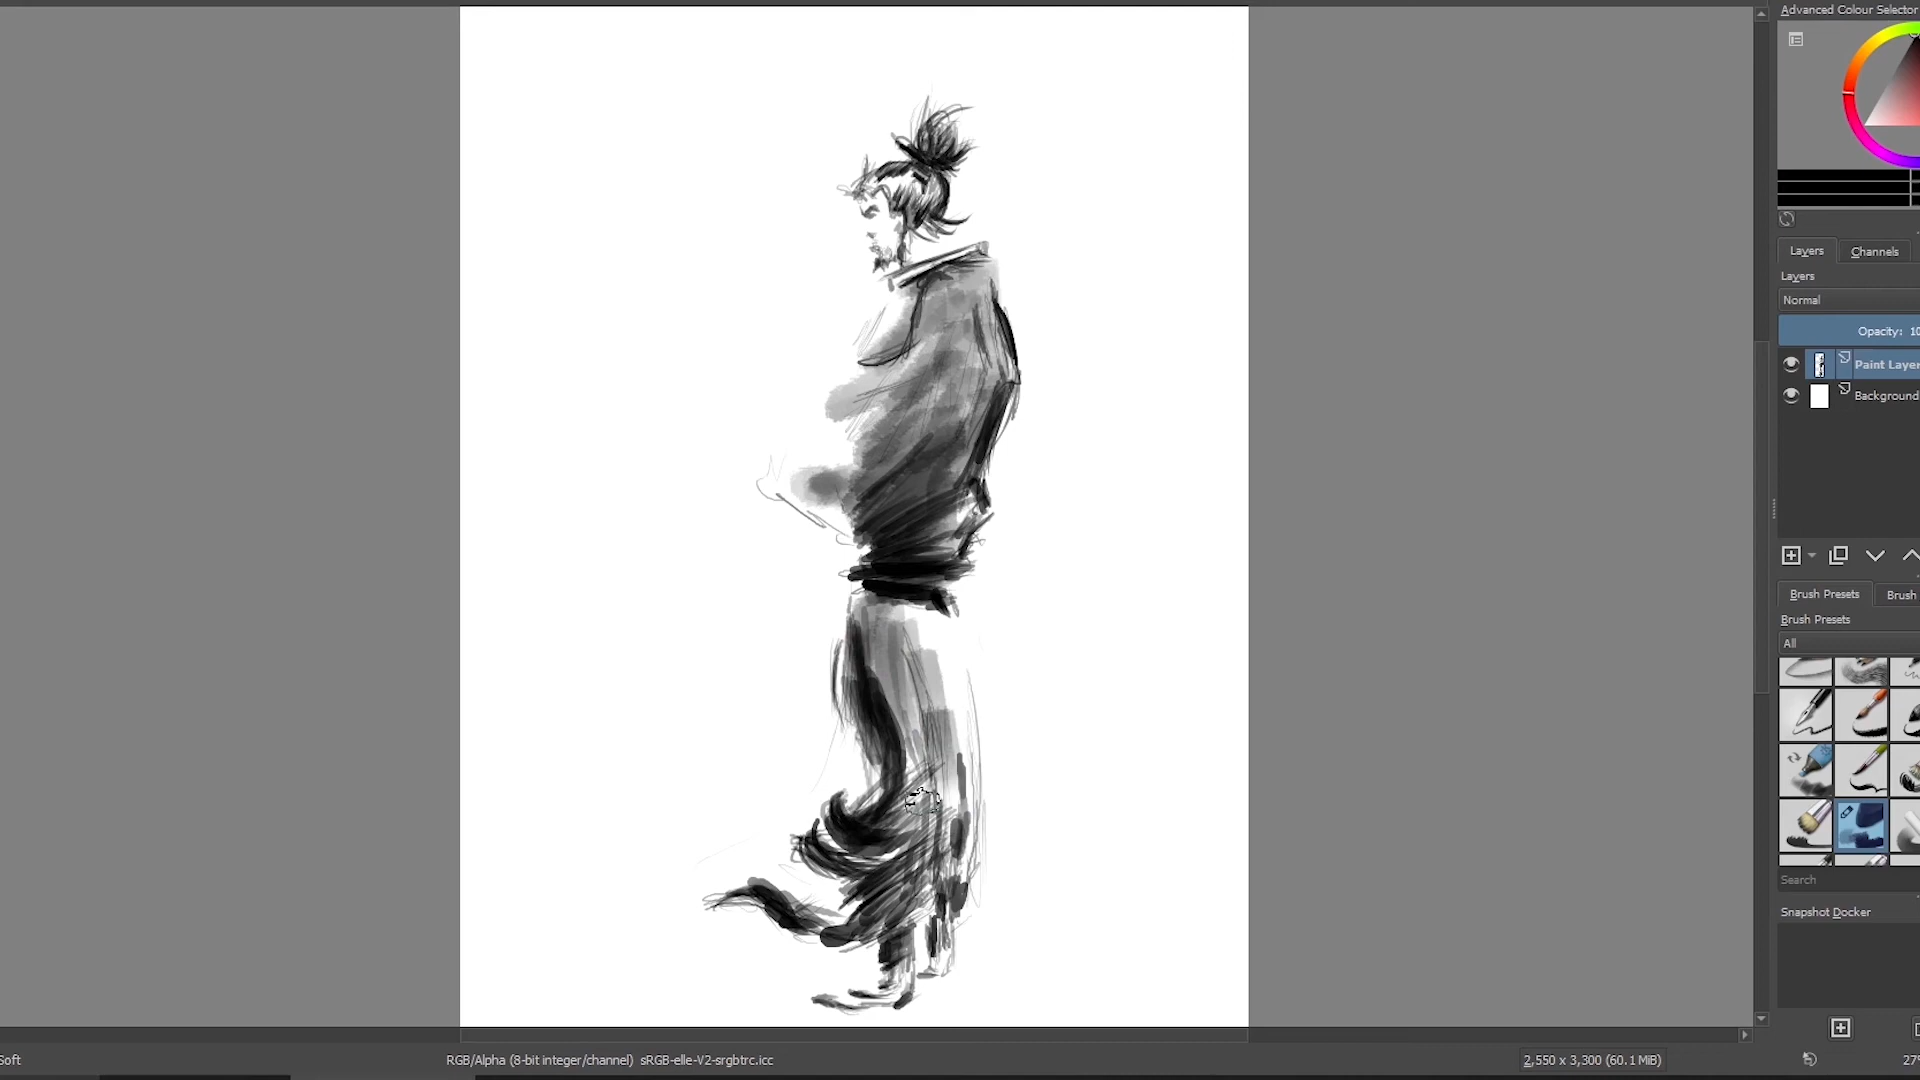 Advanced Colour Selector
Layers
Channels
Layers
Normal
Opacity: 10
Paint Layer
Background
Brush Presets
Brush
Brush Presets
All
Search
Snapshot Docker
Soft
RGB/Alpha (8-bit integer/channel) sRGB-elle-V2-srgbtrc.icc
2,550 x 3,300 (60.1 MiB)
27%